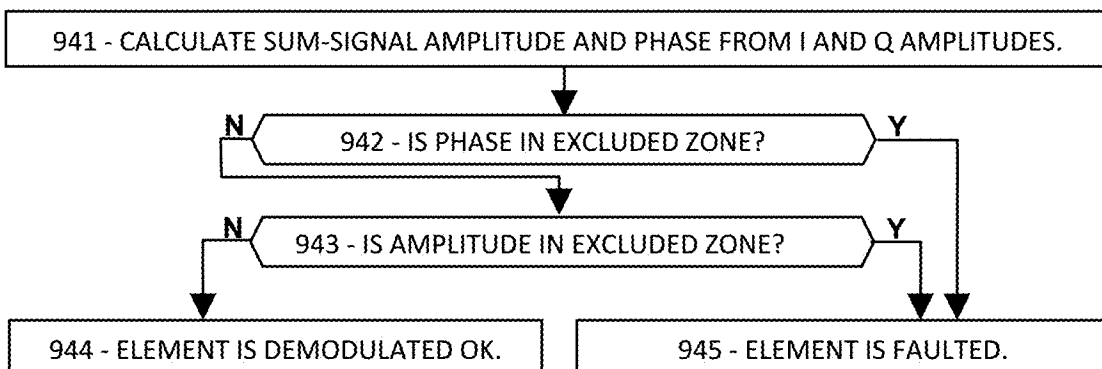 941 - CALCULATE SUM-SIGNAL AMPLITUDE AND PHASE FROM I AND Q AMPLITUDES.
N
942 - IS PHASE IN EXCLUDED ZONE?
Y
N
943 - IS AMPLITUDE IN EXCLUDED ZONE?
Y
944 - ELEMENT IS DEMODULATED OK.
945 - ELEMENT IS FAULTED.